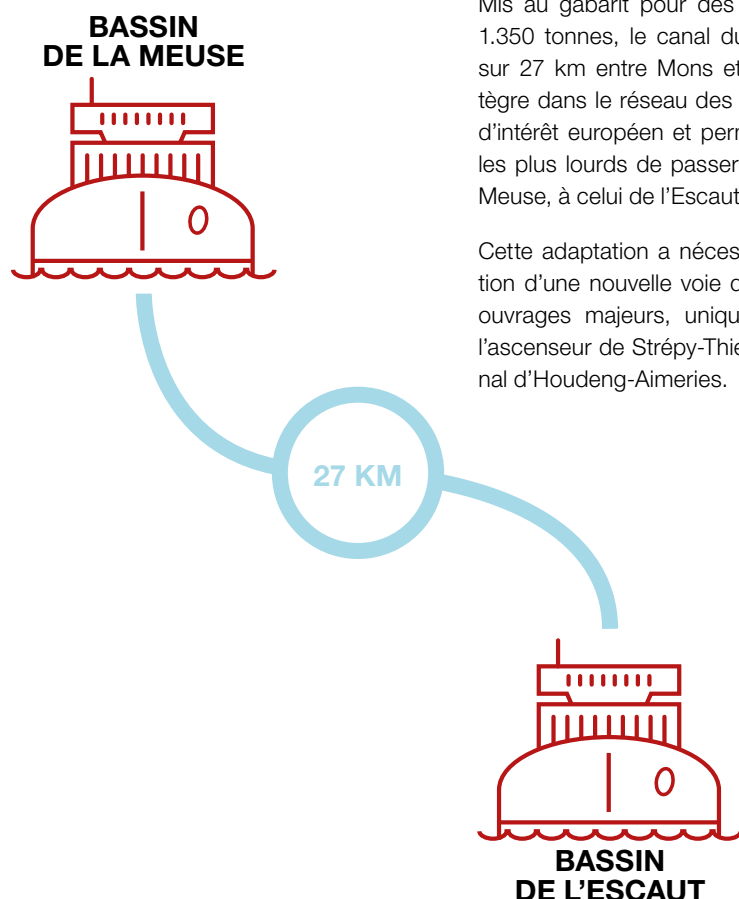 BASSIN
DE LA MEUSE
Mis au gabarit pour des
1.350 tonnes, le canal du
sur 27 km entre Mons et
tègre dans le réseau des
d'intérêt européen et perr
les plus lourds de passer
Meuse, à celui de l'Escaut
Cette adaptation a néces
tion d'une nouvelle voie d
ouvrages majeurs, uniqu
l'ascenseur de Strépy-Thie
nal d'Houdeng-Aimeries.
27 KM
BASSIN
DE L'ESCAUT